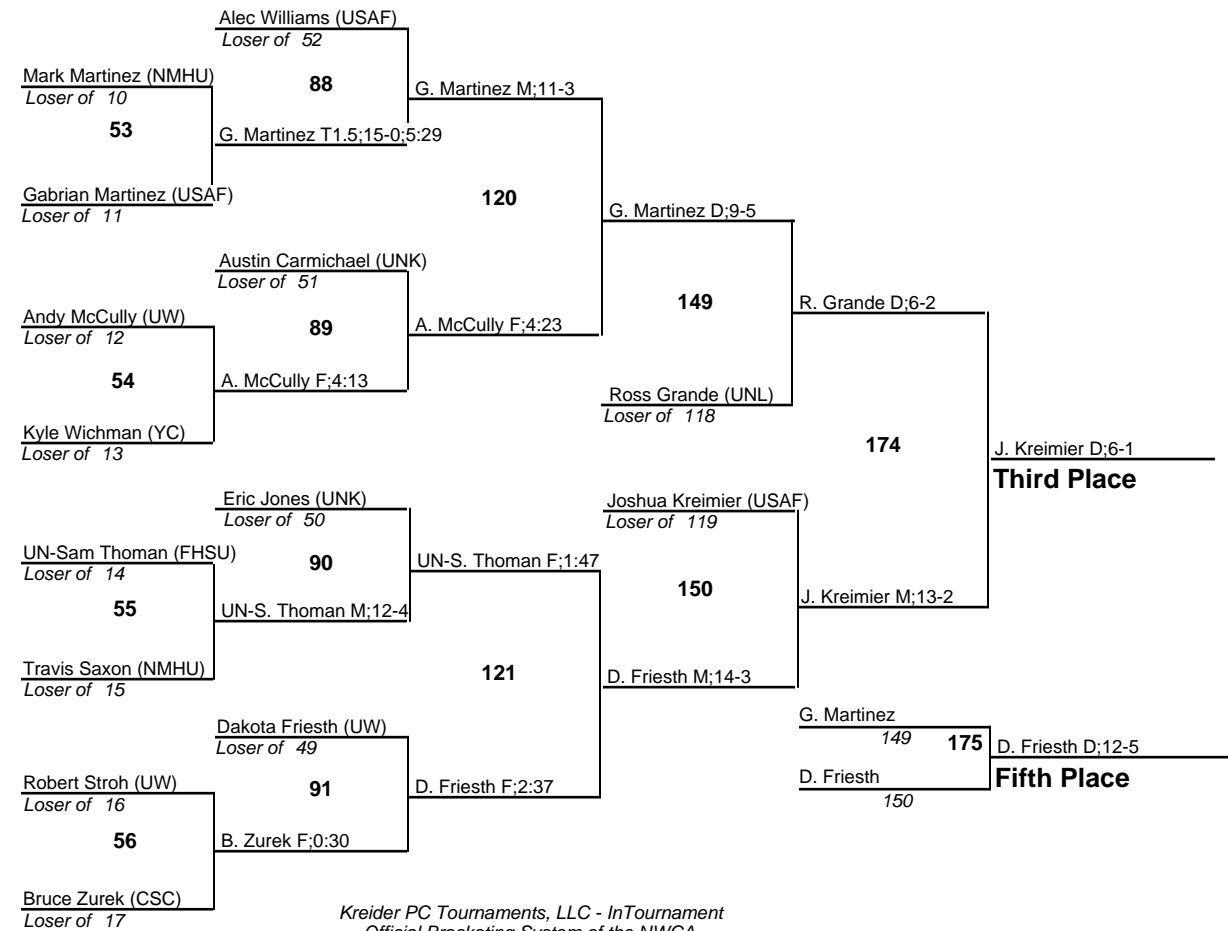 Alec Williams (USAF)
Loser of 52
Mark Martinez (NMHU)
Loser of 10
88
G. Martinez M;11-3
53
G. Martinez T1.5;15-0;5:29
Gabrian Martinez (USAF)
Loser of 11
120
G. Martinez D;9-5
Austin Carmichael (UNK)
Loser of 51
149
R. Grande D;6-2
Andy McCully (UW)
Loser of 12
89
A. McCully F;4:23
54
A. McCully F;4:13
Ross Grande (UNL)
Loser of 118
Kyle Wichman (YC)
Loser of 13
174
J. Kreimier D;6-1
Third Place
Eric Jones (UNK)
Loser of 50
Joshua Kreimier (USAF)
Loser of 119
UN-Sam Thoman (FHSU)
Loser of 14
90
UN-S. Thoman F;1:47
150
J. Kreimier M;13-2
55
UN-S. Thoman M;12-4
Travis Saxon (NMHU)
Loser of 15
121
D. Friesth M;14-3
Dakota Friesth (UW)
Loser of 49
G. Martinez
149
175
D. Friesth D;12-5
Fifth Place
D. Friesth
150
Robert Stroh (UW)
Loser of 16
91
D. Friesth F;2:37
56
B. Zurek F;0:30
Bruce Zurek (CSC)
Loser of 17
Kreider PC Tournaments, LLC - InTournament
Official Bracketing System of the NWCA